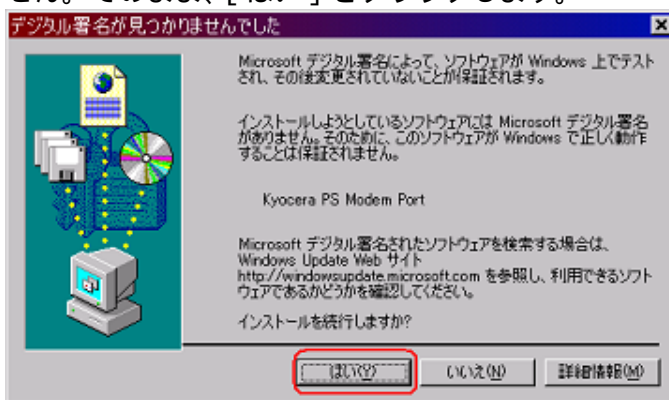 デジタル署名が見つかりませんでした
Microsoft デジタル署名によって、ソフトウェアが Windows 上でテスト
され、その後変更されていないことが保証されます。
インストールしようとしているソフトウェアには Microsoft デジタル署名
がありません。そのために、このソフトウェアが Windows で正しく動作
することは保証されません。
Kyocera PS Modem Port
Microsoft デジタル署名されたソフトウェアを検索する場合は、
Windows Update Web サイト
http://windowsupdate.microsoft.com を参照し、利用できるソフト
ウェアであるかどうかを確認してください。
インストールを続行しますか?
はい(Y) いいえ(N) 詳細情報(M)